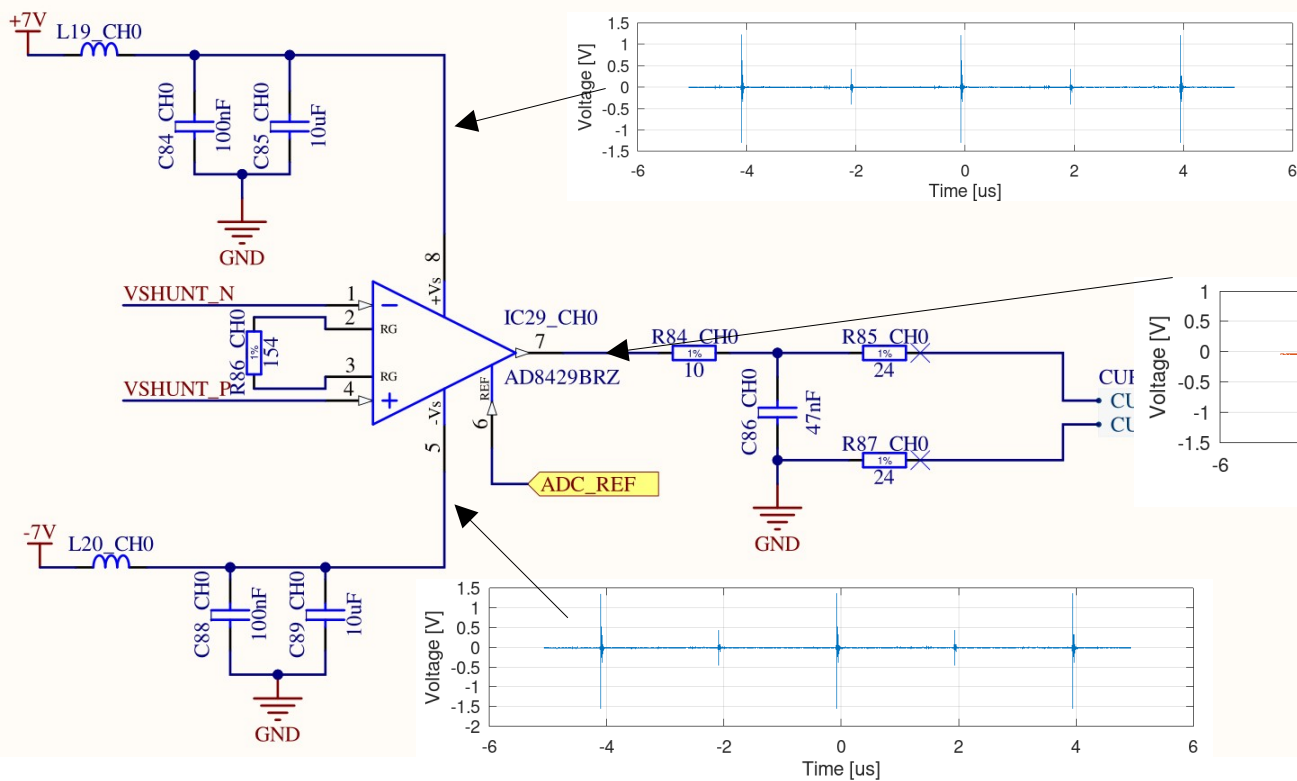 +7V
L19_CH0
C84_CH0
100nF
C85_CH0
10uF
GND
1.5
1
0.5
0
-0.5
-1
-1.5
Voltage [V]
-6
-4
-2
0
2
4
6
Time [us]
8
+Vs
VSHUNT_N
1
2
RG
R86_CH0
1%
154
3
RG
VSHUNT_P
4
IC29_CH0
7
AD8429BRZ
REF
6
-Vs
5
ADC_REF
R84_CH0
1%
10
R85_CH0
1%
24
C86_CH0
47nF
R87_CH0
1%
24
GND
CU
CU
1
0.5
0
-0.5
-1
-1.5
Voltage [V]
-6
-7V
L20_CH0
C88_CH0
100nF
C89_CH0
10uF
GND
1.5
1
0.5
0
-0.5
-1
-1.5
-2
Voltage [V]
-6
-4
-2
0
2
4
6
Time [us]